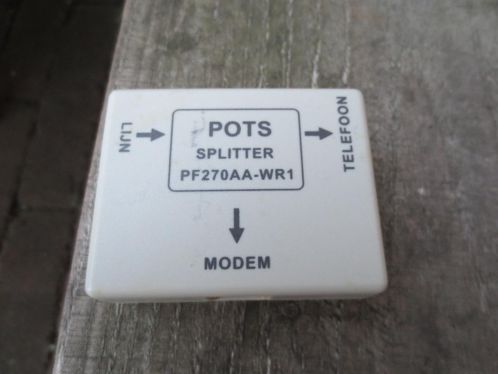 LIJN
POTS
SPLITTER
PF270AA-WR1
TELEFOON
MODEM